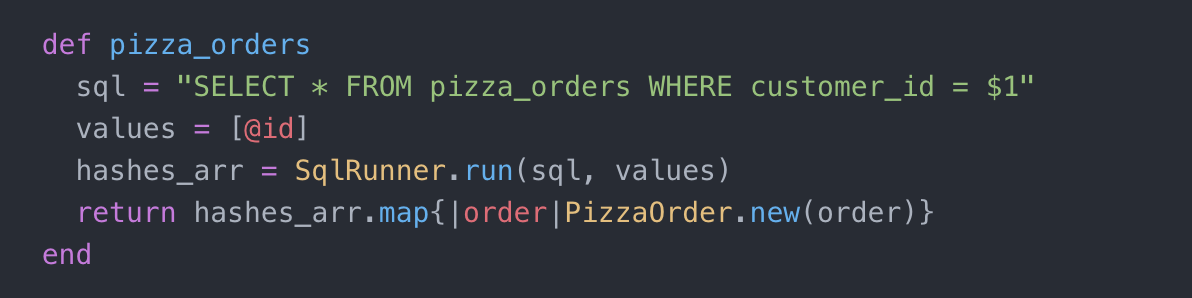 def pizza_orders
  sql = "SELECT * FROM pizza_orders WHERE customer_id = $1"
  values = [@id]
  hashes_arr = SqlRunner.run(sql, values)
  return hashes_arr.map{|order|PizzaOrder.new(order)}
end